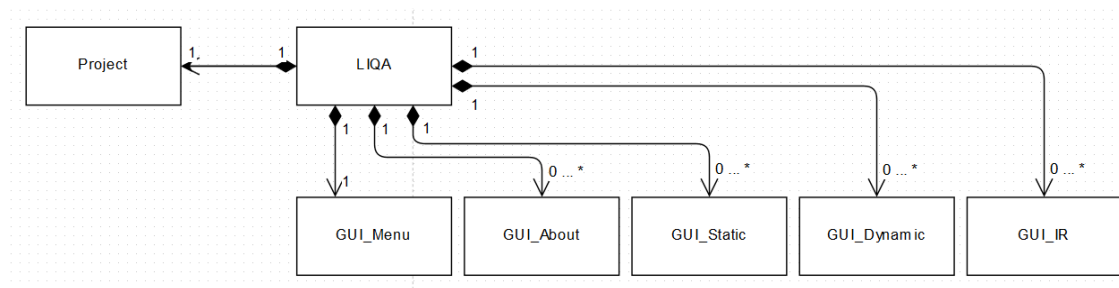 1 1 1
Project LIQA
1
1 1 1
1 0 ... * 0 ... * 0 ... * 0 ... *
GUI_Menu GUI_About GUI_Static GUI_Dynamic GUI_IR